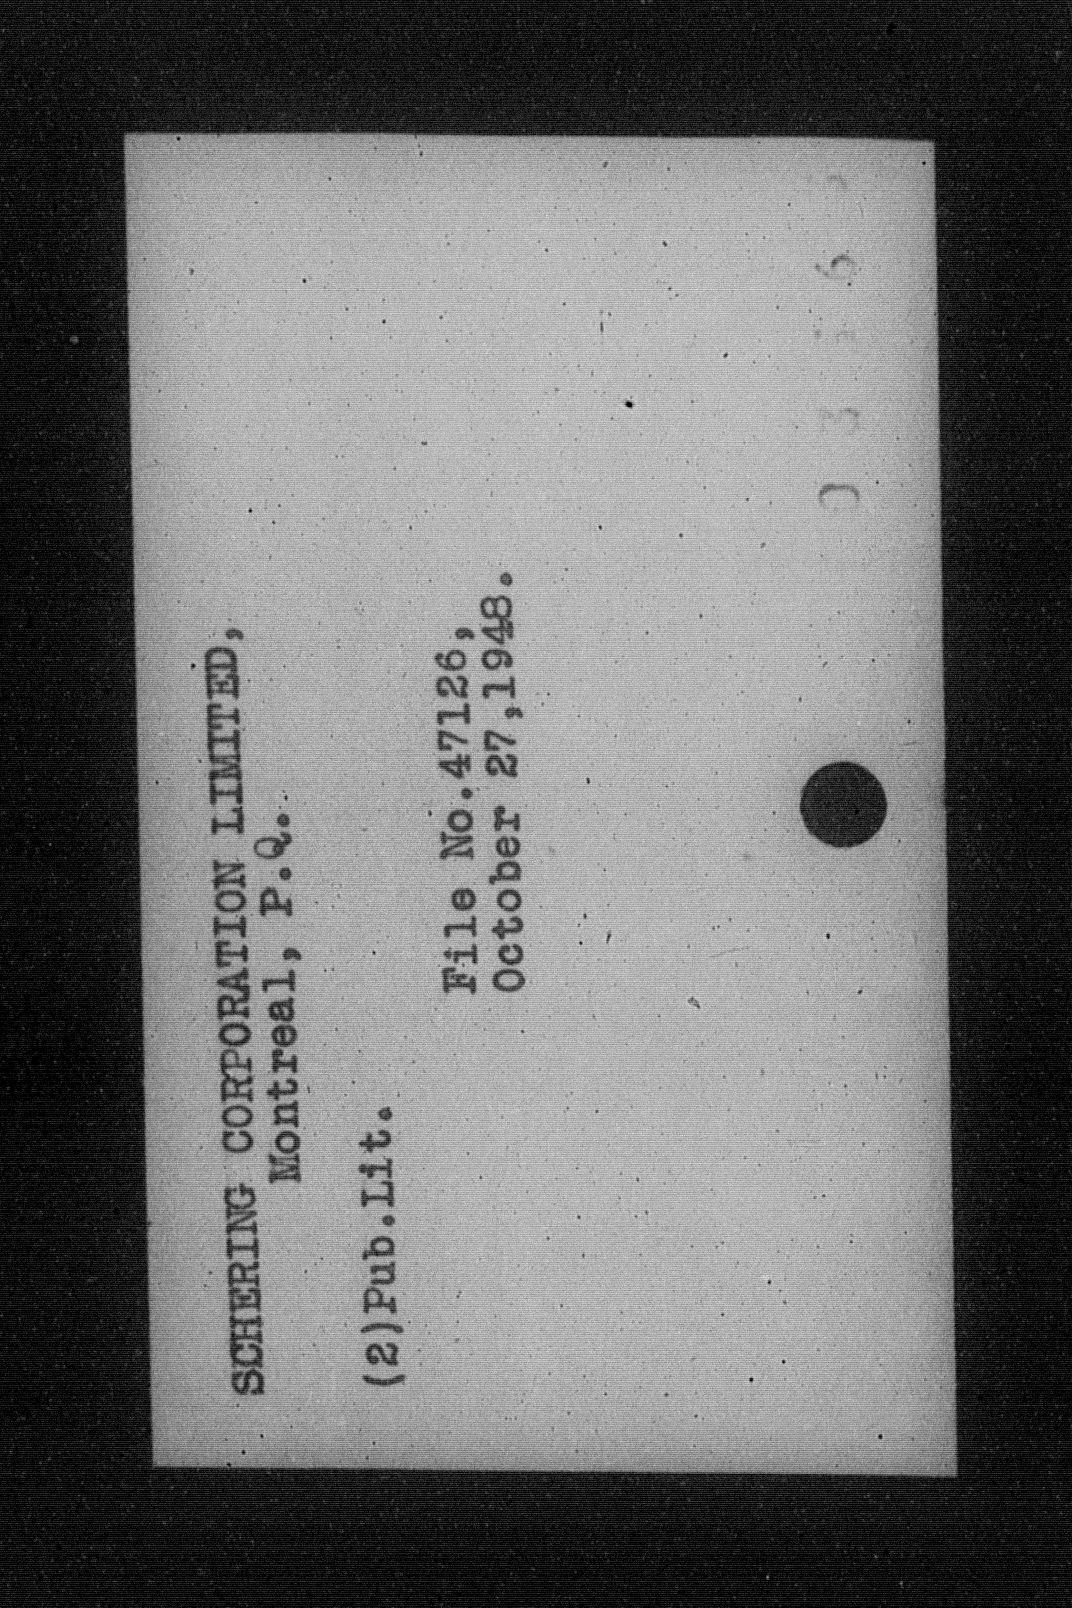 SCHERING CORPORATION LIMITED,
Montreal, P.Q..
(2)Pub.Lit.
File No.47126,
October 27,1948.